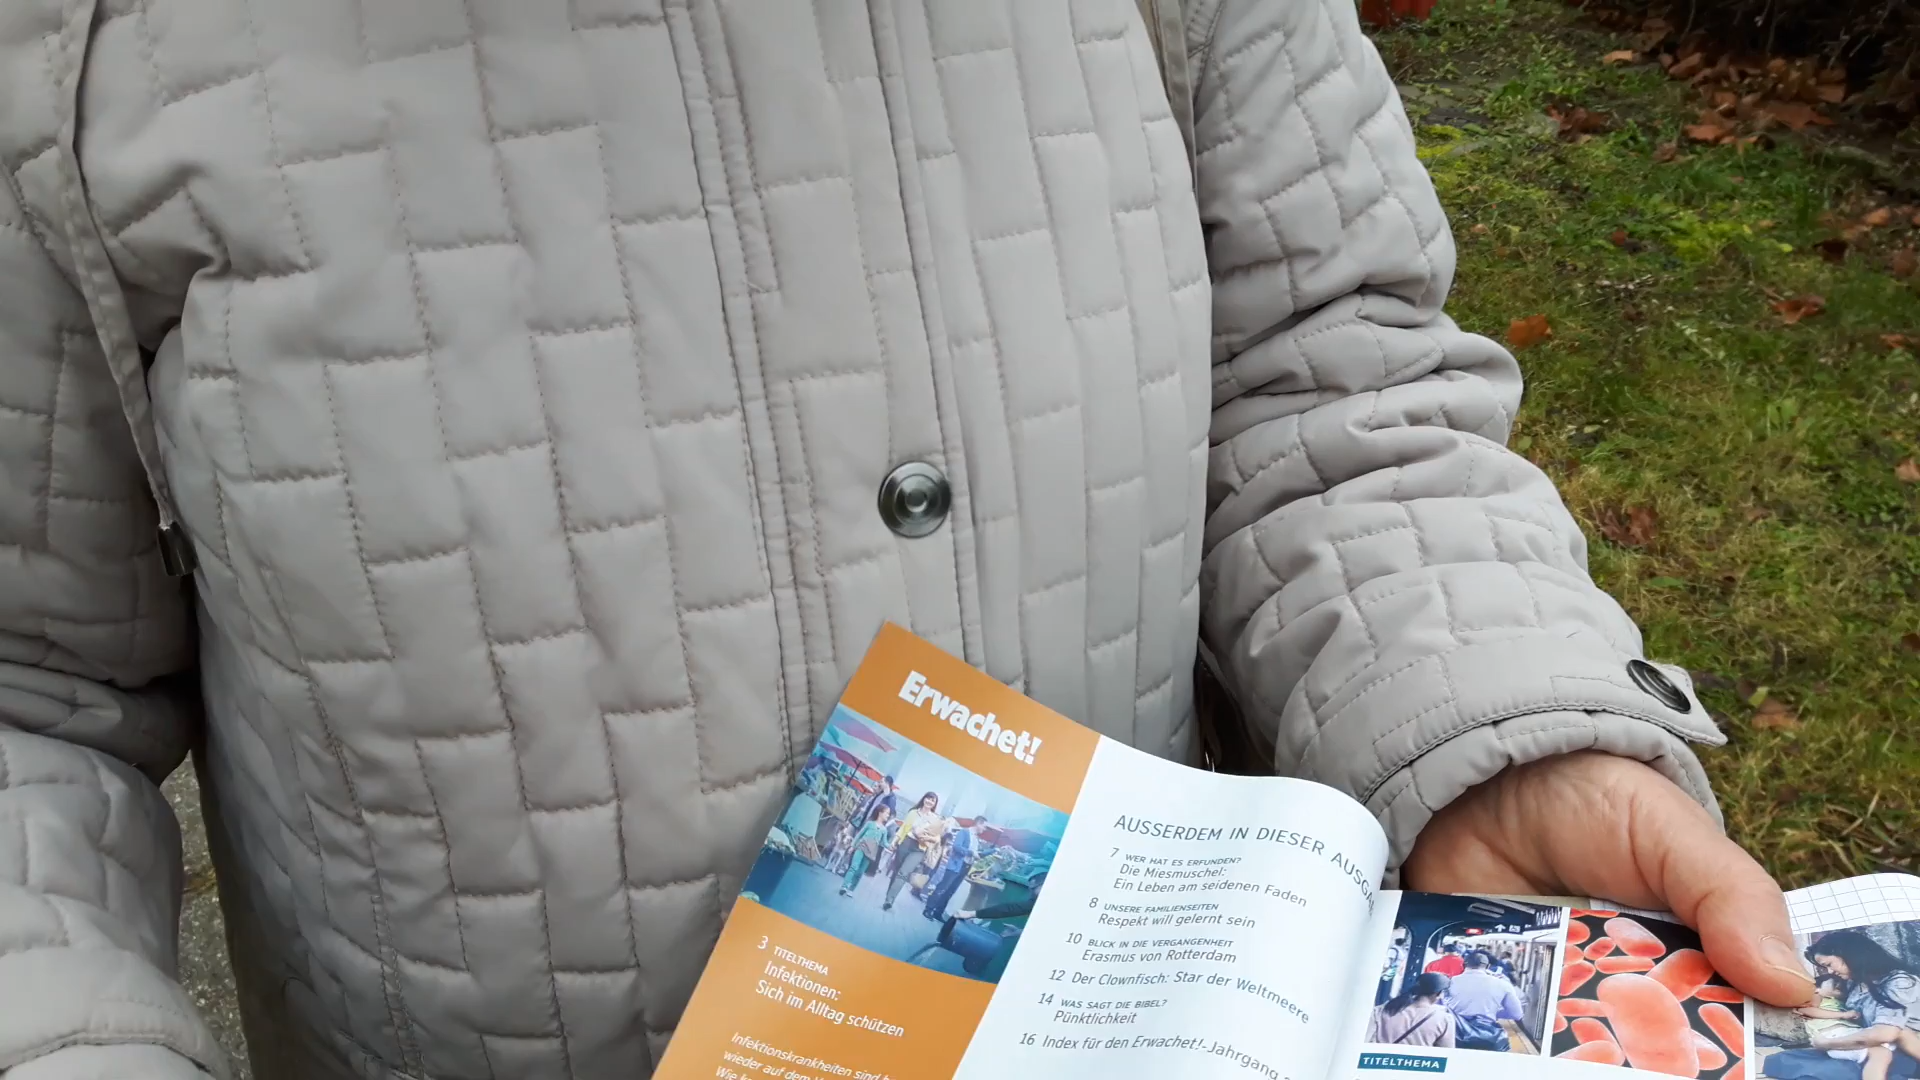 Erwachet!
3 TITELTHEMA
Infektionen:
Sich im Alltag schützen
Infektionskrankheiten sind
wieder auf dem
Wie
AUSSERDEM IN DIESER
7 WER HAT ES ERFUNDEN?
Die Miesmuschel:
Ein Leben am seidenen Faden
8 UNSERE FAMILIENSEITEN
Respekt will gelernt sein
10 BLICK IN DIE VERGANGENHEIT
Erasmus von Rotterdam
12 Der Clownfisch: Star der Weltmeere
14 WAS SAGT DIE BIBEL?
Pünktlichkeit
16 Index für den Erwachet!-Jahrgang
TITELTHEMA